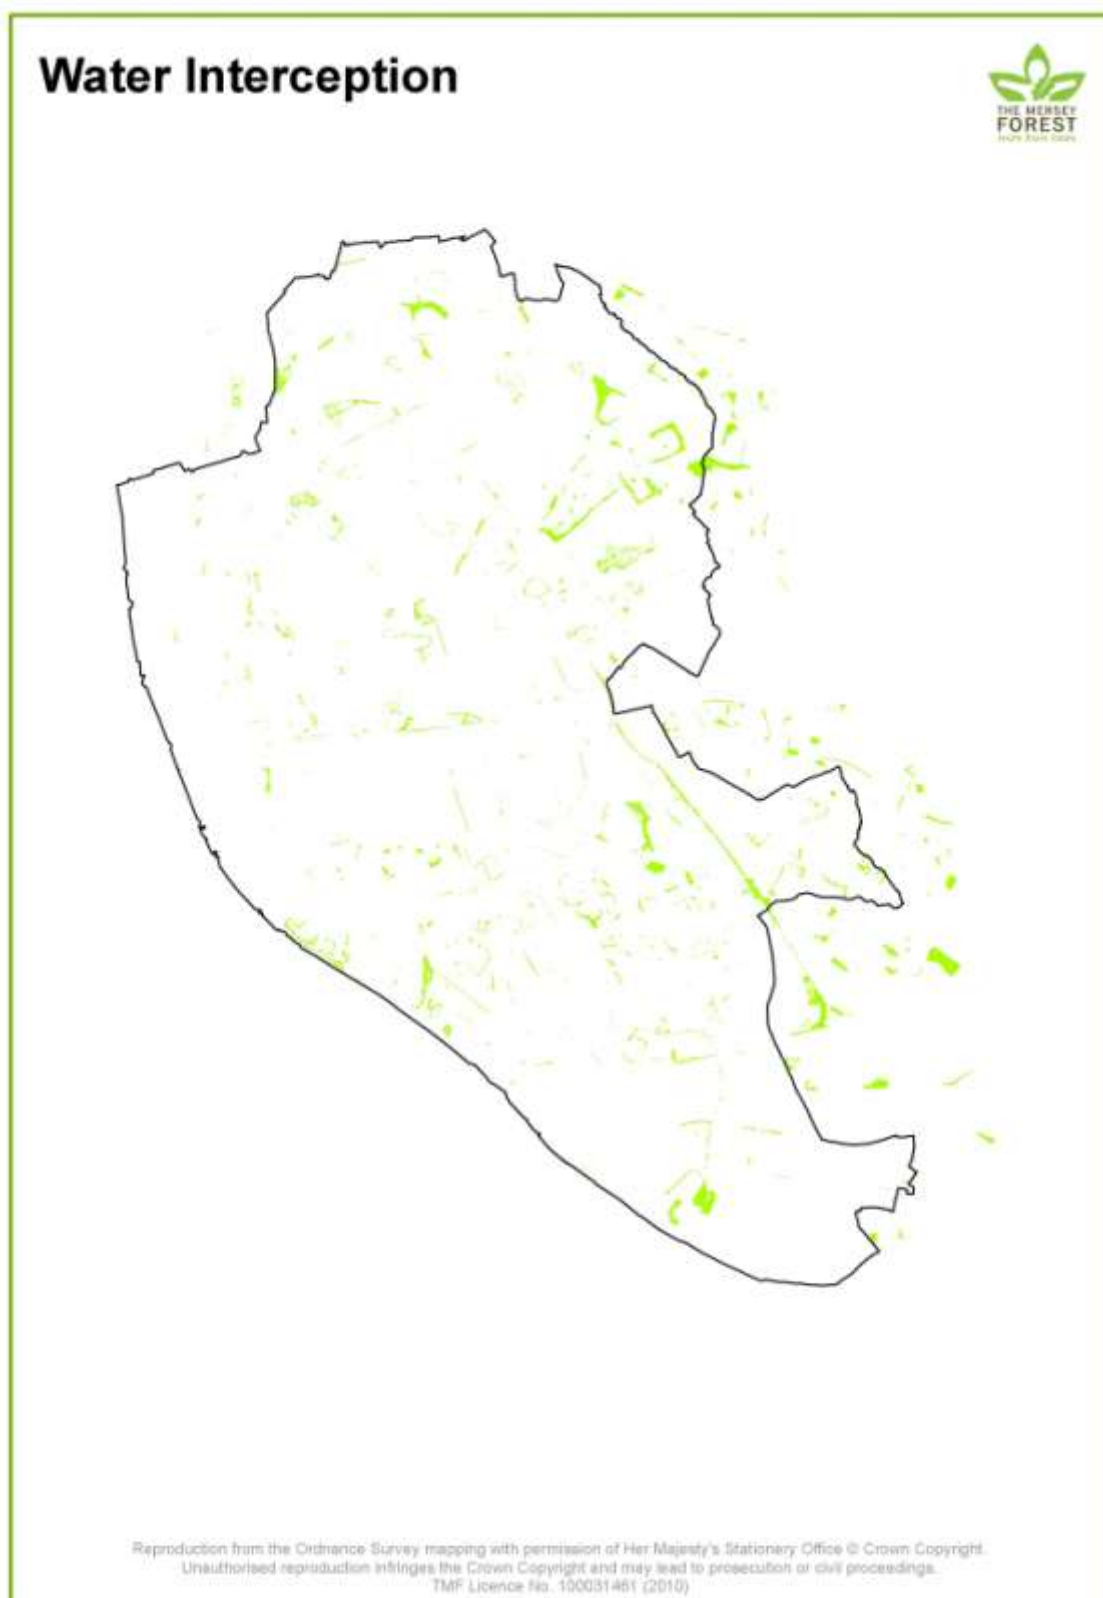 Water Interception
THE MERSEY
FOREST
Reproduction from the Ordnance Survey mapping with permission of Her Majesty's Stationery Office © Crown Copyright.
Unauthorised reproduction infringes the Crown Copyright and may lead to prosecution or civil proceedings.
TMF Licence No. 100031461 (2010)